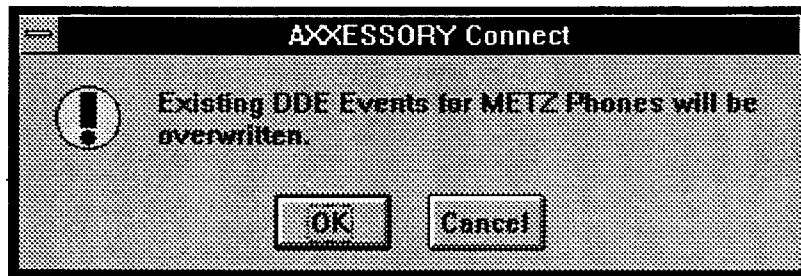 AXXESSORY Connect
Existing DDE Events for METZ Phones will be
overwritten.
OK Cancel